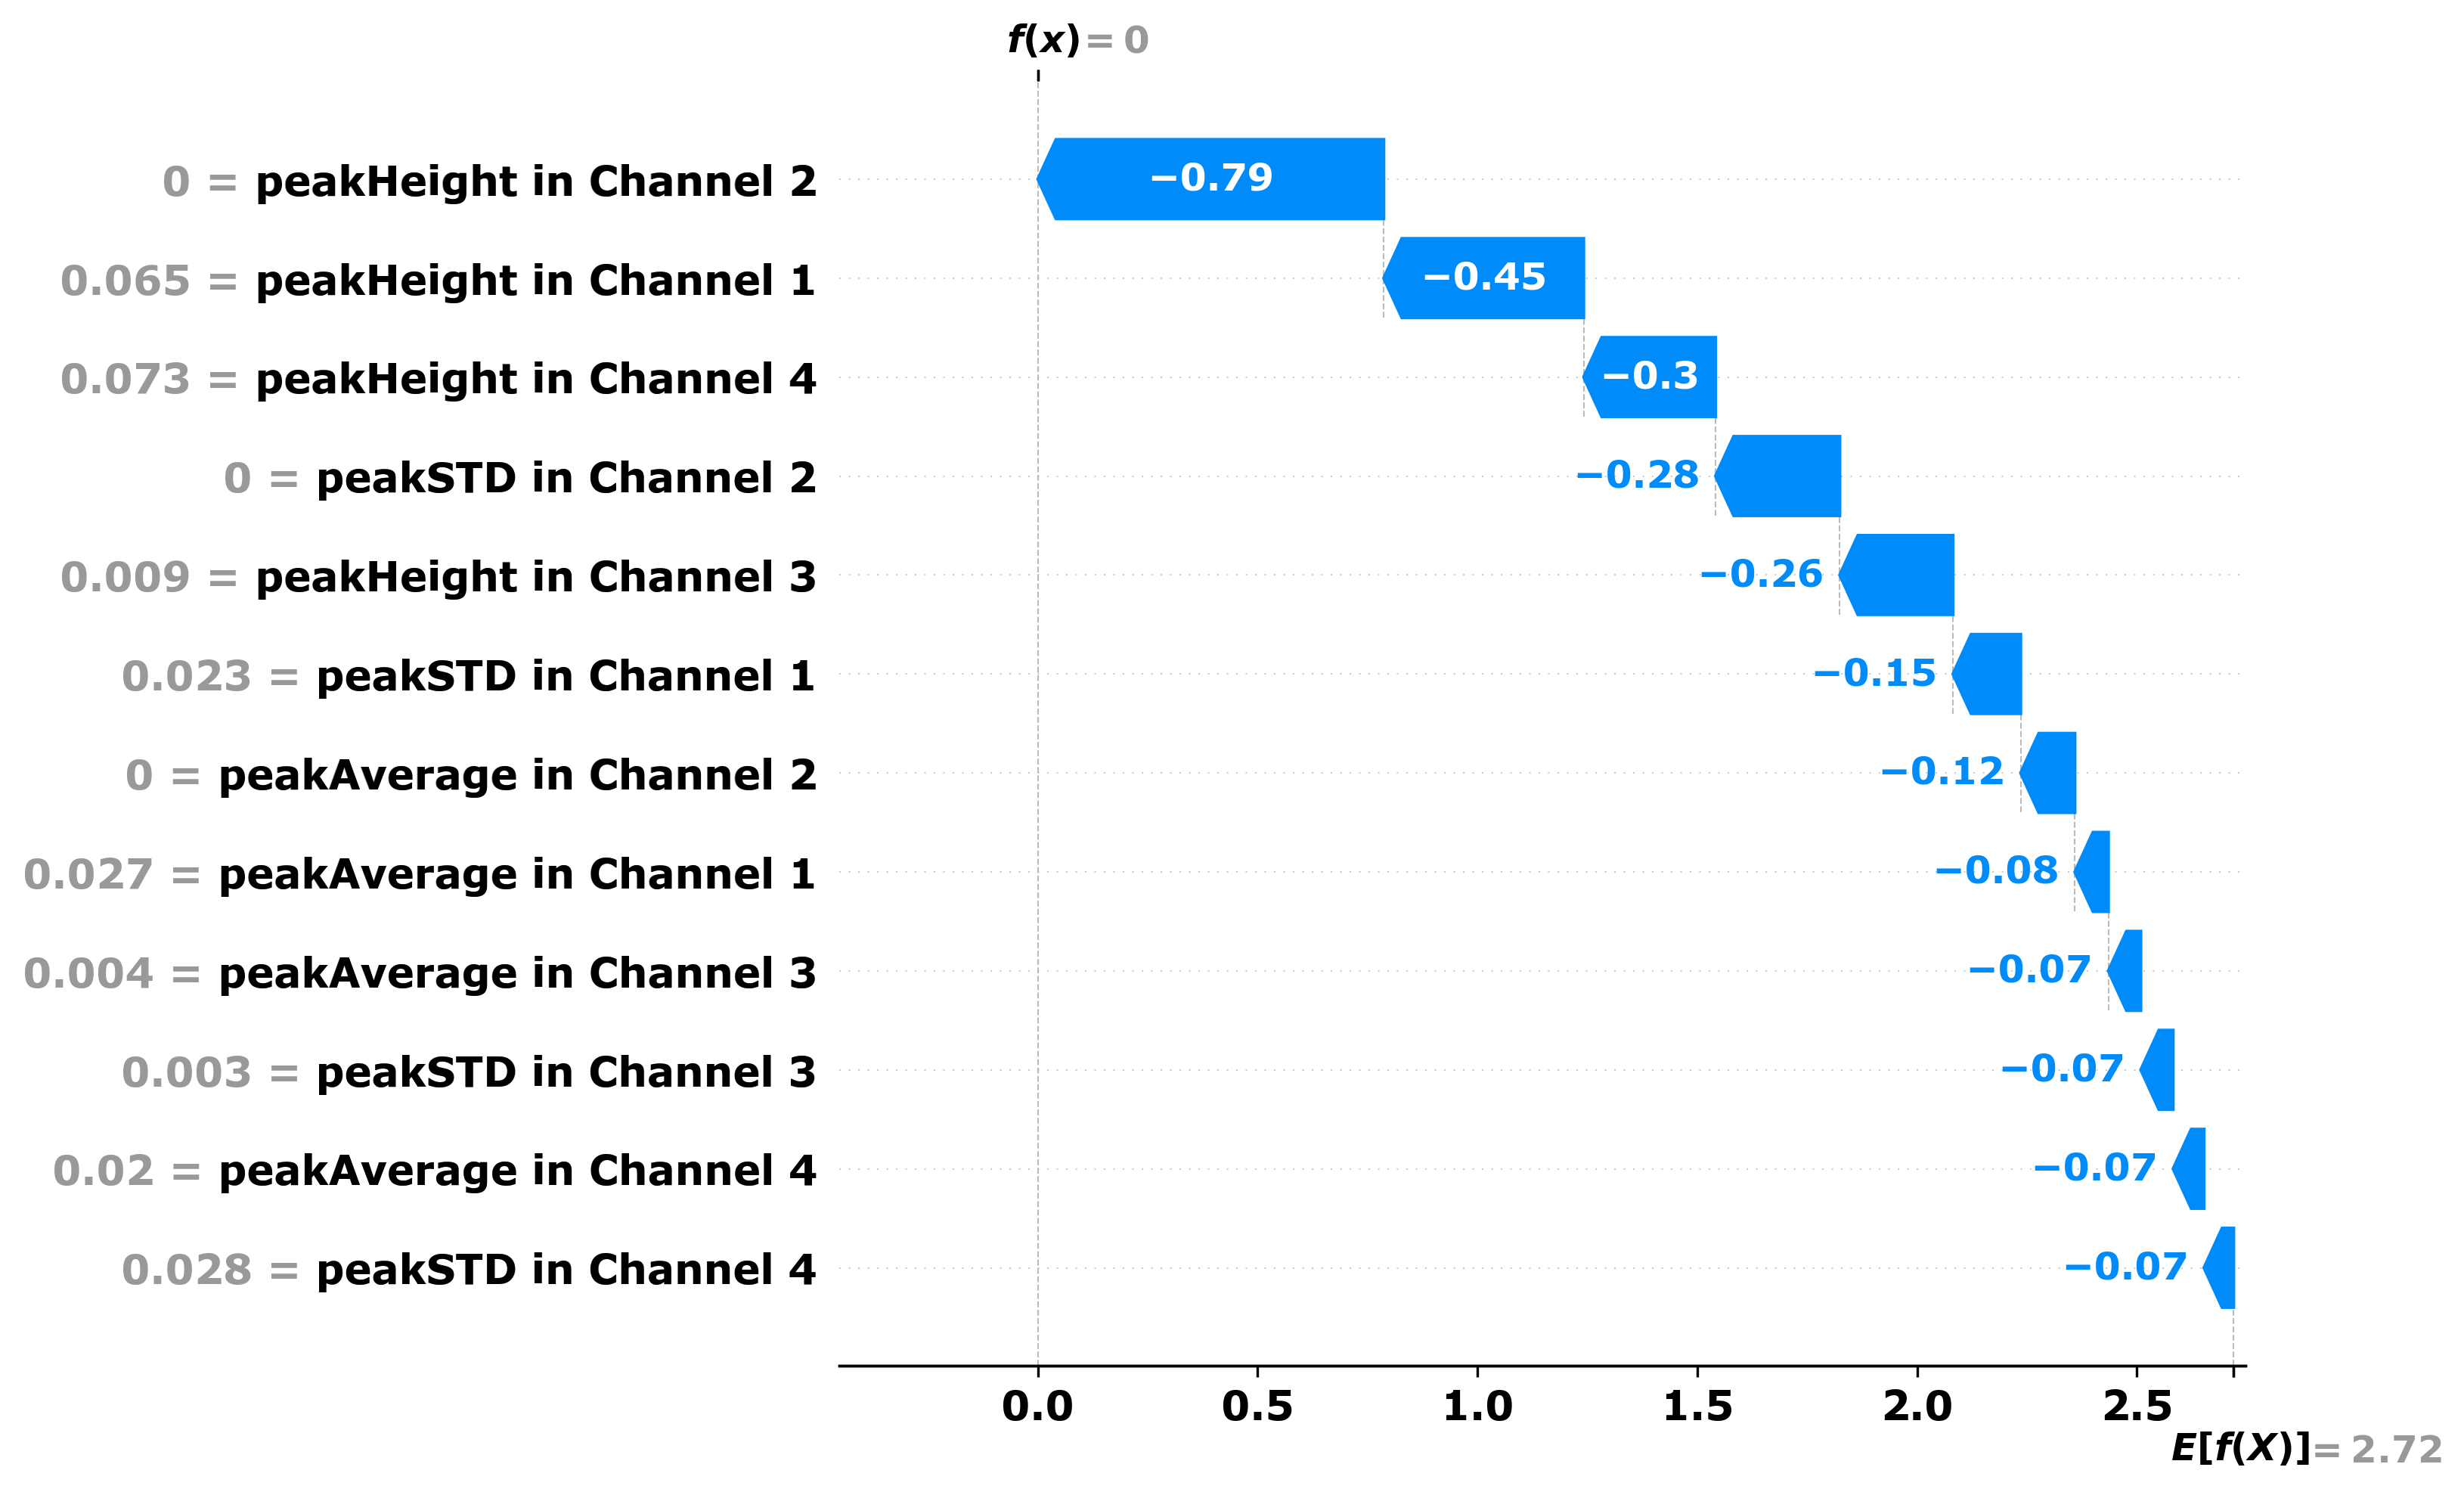 f(x) = 0
0 = peakHeight in Channel 2
−0.79
0.065 = peakHeight in Channel 1
−0.45
0.073 = peakHeight in Channel 4
−0.3
0 = peakSTD in Channel 2
−0.28
0.009 = peakHeight in Channel 3
−0.26
0.023 = peakSTD in Channel 1
−0.15
0 = peakAverage in Channel 2
−0.12
0.027 = peakAverage in Channel 1
−0.08
0.004 = peakAverage in Channel 3
−0.07
0.003 = peakSTD in Channel 3
−0.07
0.02 = peakAverage in Channel 4
−0.07
0.028 = peakSTD in Channel 4
−0.07
0.0 0.5 1.0 1.5 2.0 2.5
E[f(X)] = 2.72